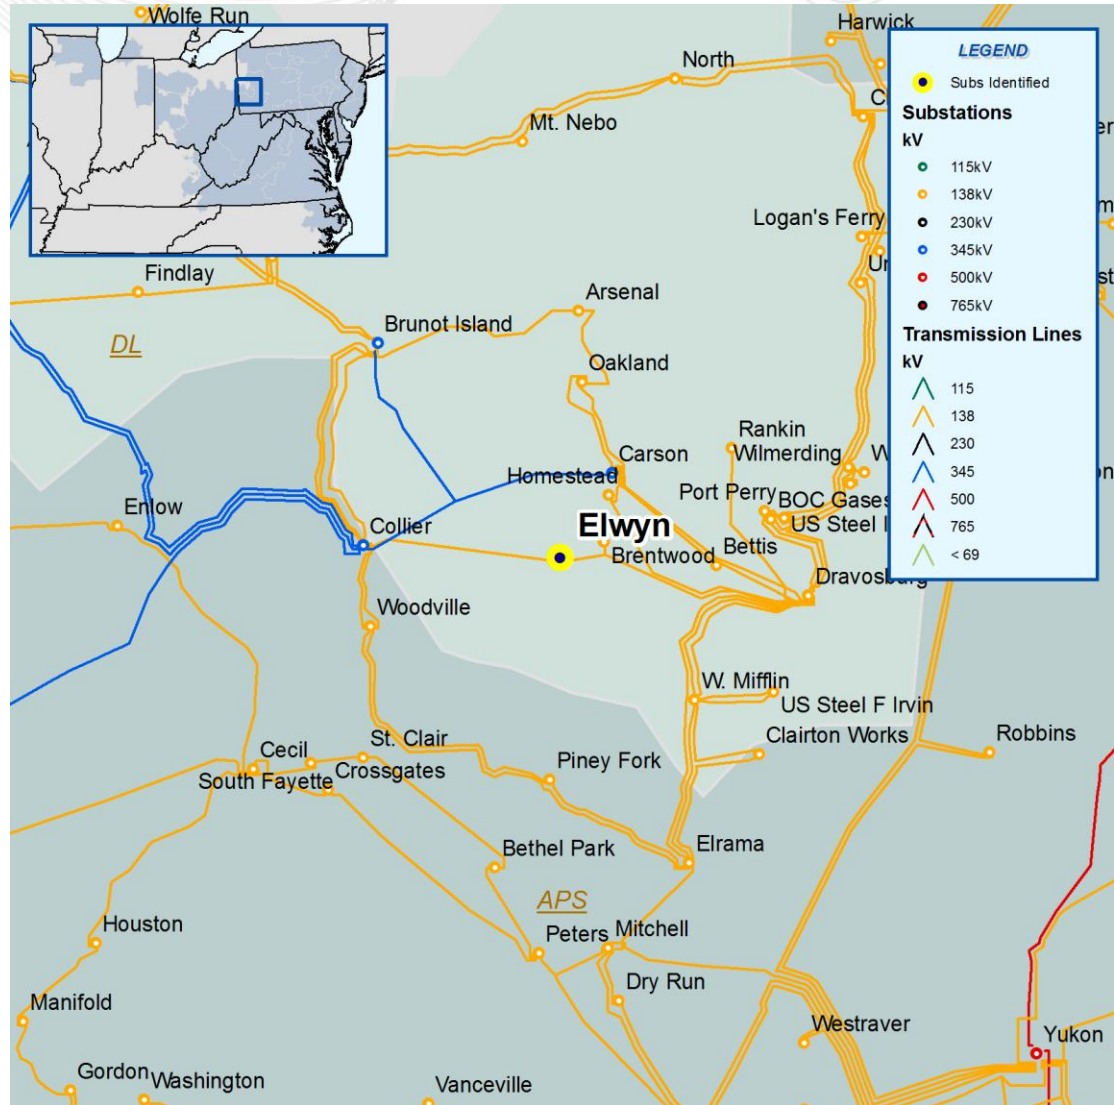 Wolfe Run
Harwick
North
Mt. Nebo
Logan's Ferry
Findlay
Arsenal
Brunot Island
DL
Oakland
Carson
Rankin
Wilmerding
Homestead
Port Perry
BOC Gases
US Steel
Enlow
Collier
Elwyn
Brentwood
Bettis
Dravosburg
Woodville
W. Mifflin
US Steel F Irvin
Clairton Works
Robbins
St. Clair
Cecil
Crossgates
South Fayette
Piney Fork
Bethel Park
Elrama
APS
Houston
Peters
Mitchell
Dry Run
Manifold
Westraver
Yukon
Gordon
Washington
Vanceville
LEGEND
Subs Identified
Substations
kV
115kV
138kV
230kV
345kV
500kV
765kV
Transmission Lines
kV
115
138
230
345
500
765
< 69